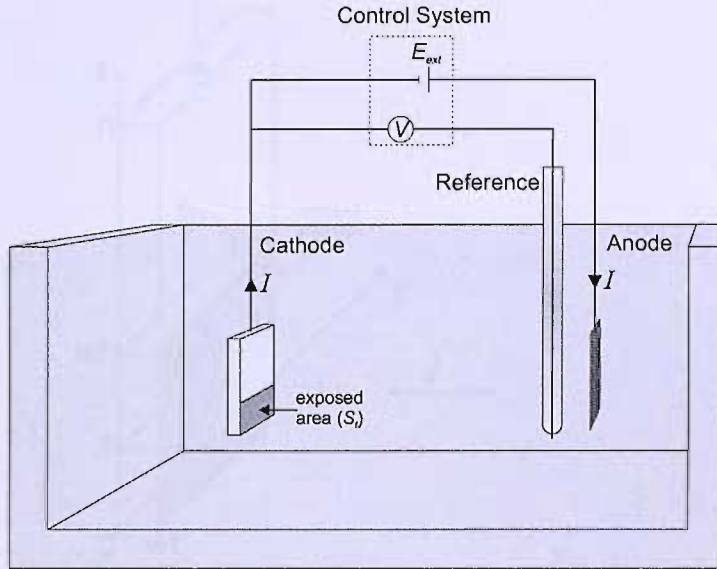 Control System
E_ext
V
Reference
Cathode
Anode
I
I
exposed
area (S_t)